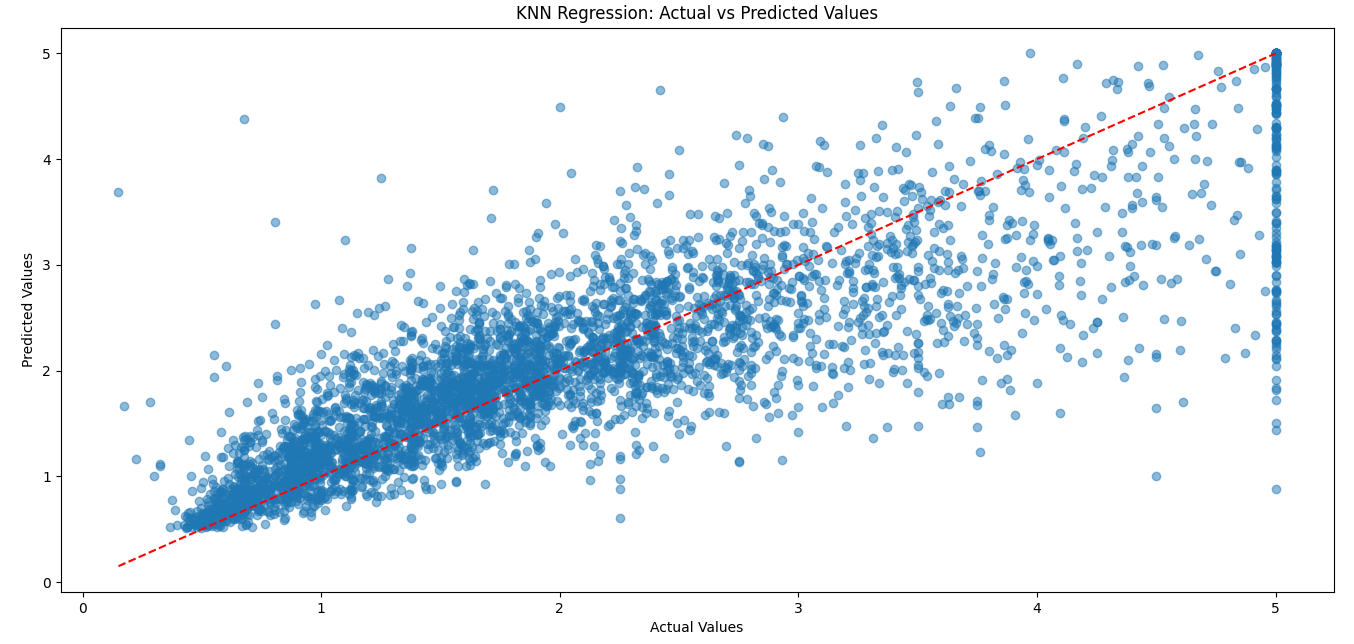 KNN Regression: Actual vs Predicted Values
Predicted Values
5
4
3
2
1
0
0 1 2 3 4 5
Actual Values